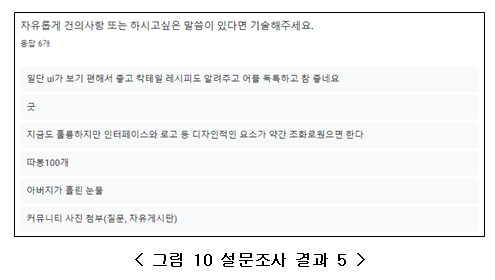 자유롭게 건의사항 또는 하시고싶은 말씀이 있다면 기술해주세요.
응답 6개
일단 ui가 보기 편해서 좋고 칵테일 레시피도 알려주고 어플 독특하고 참 좋네요
굿
지금도 훌륭하지만 인터페이스와 로고 등 디자인적인 요소가 약간 조화로웠으면 한다
따봉100개
아버지가 흘린 눈물
커뮤니티 사진 첨부(질문, 자유게시판)
< 그림 10 설문조사 결과 5 >